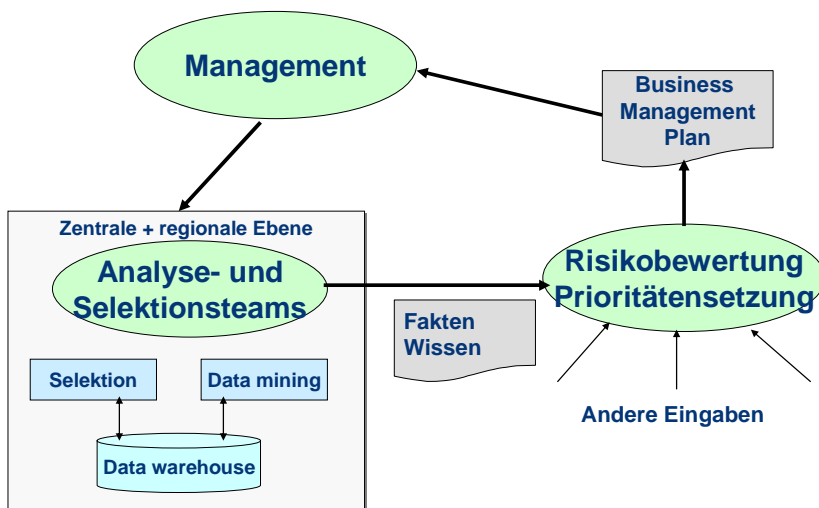 Management
Business
Management
Plan
Zentrale + regionale Ebene
Analyse- und
Selektionsteams
Risikobewertung
Prioritätensetzung
Fakten
Wissen
Selektion
Data mining
Data warehouse
Andere Eingaben